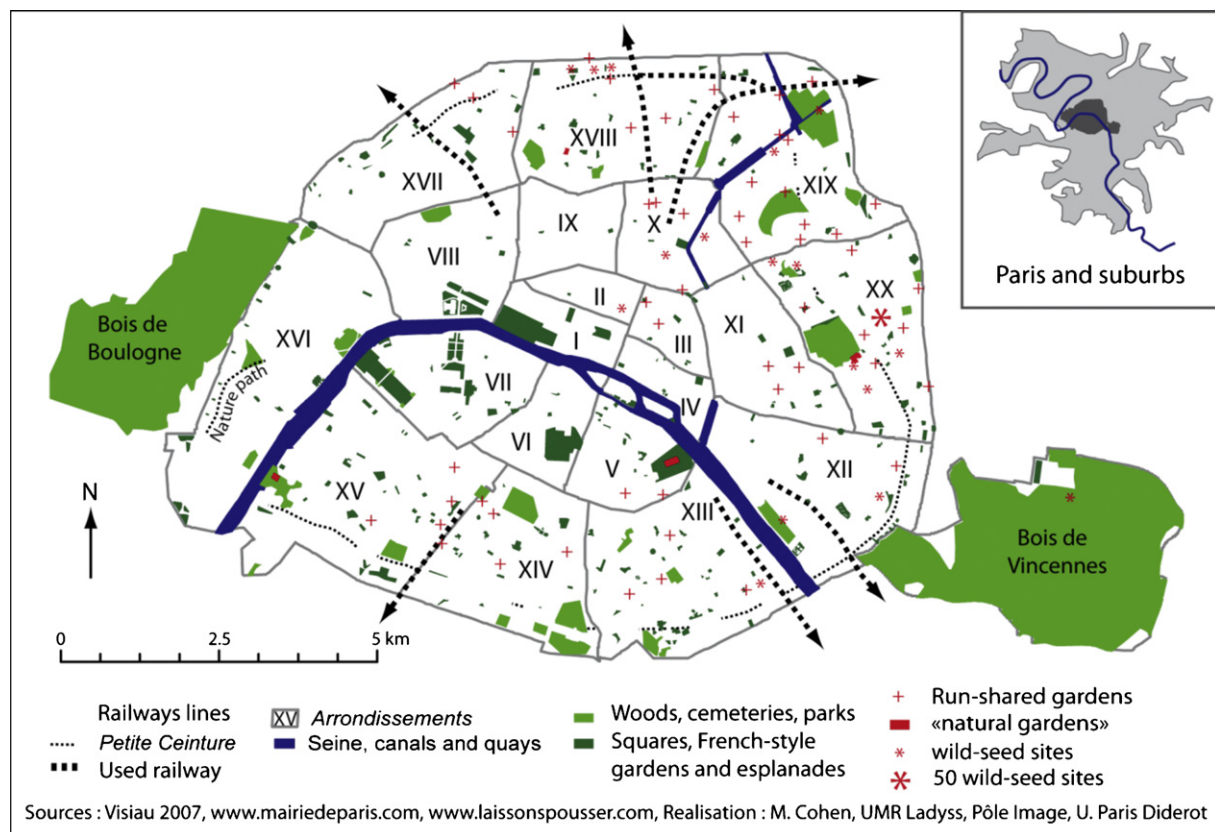 XVIII
XVII
XIX
IX
X
VIII
Paris and suburbs
II
XX
Bois de
Boulogne
XVI
I
III
XI
Nature path
VII
IV
VI
V
XII
N
XV
XIII
XIV
Bois de
Vincennes
0 2.5 5 km
Railways lines
Petite Ceinture
Used railway
XV Arrondissements
Seine, canals and quays
Woods, cemeteries, parks
Squares, French-style
gardens and esplanades
Run-shared gardens
«natural gardens»
wild-seed sites
50 wild-seed sites
Sources : Visiau 2007, www.mairiedeparis.com, www.laissonspousser.com, Realisation : M. Cohen, UMR Ladyss, Pôle Image, U. Paris Diderot